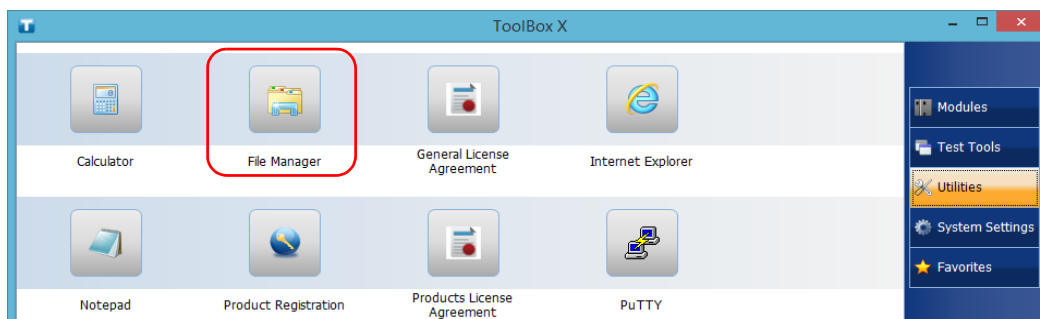 T
ToolBox X
Calculator
File Manager
General License
Agreement
Internet Explorer
Notepad
Product Registration
Products License
Agreement
PuTTY
Modules
Test Tools
Utilities
System Settings
Favorites